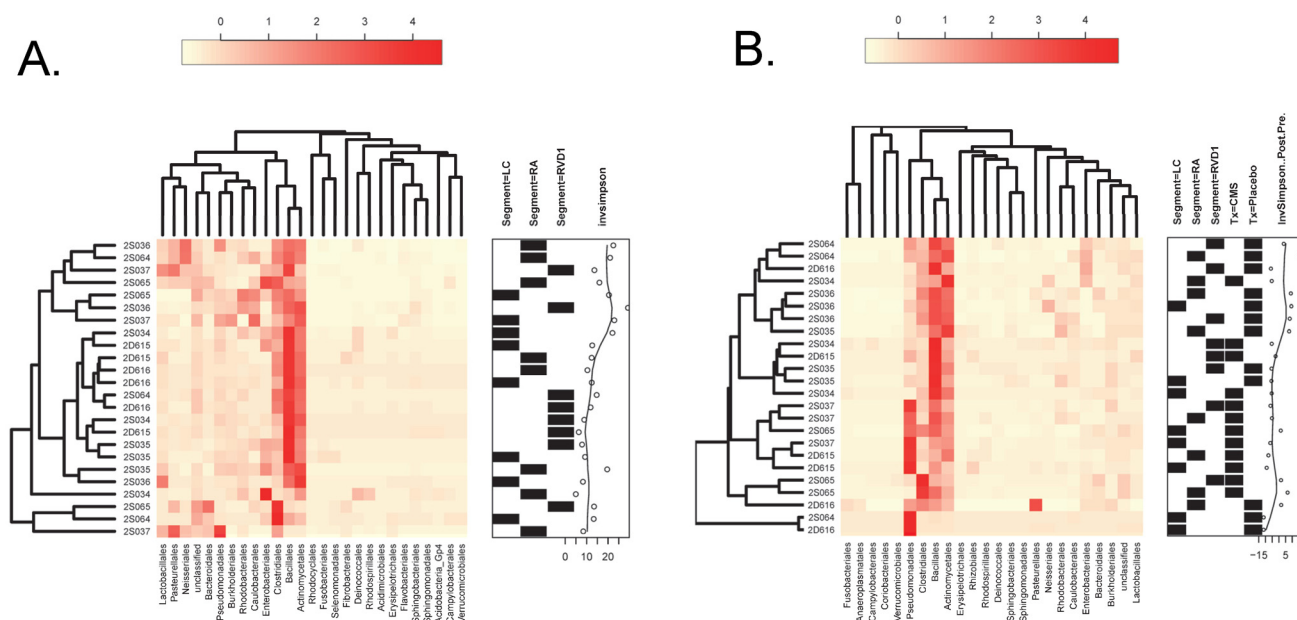 0 1 2 3 4
A.
Segment=LC
Segment=RA
Segment=RVD1
invsimpson
2S036
2S064
2S037
2S065
2S065
2S036
2S037
2S034
2D615
2D615
2D616
2D616
2S064
2D616
2S034
2D615
2S035
2S035
2S035
2S036
2S034
2S065
2S064
2S037
0 10 20
Lactobacillales
Pasteurellales
Neisseriales
unclassified
Bacteroidales
Pseudomonadales
Burkholderiales
Rhodobacterales
Caulobacterales
Enterobacteriales
Clostridiales
Bacillales
Actinomycetales
Rhodocyclales
Fusobacteriales
Selenomonadales
Fibrobacterales
Deinococcales
Rhodospirillales
Acidimicrobiales
Erysipelotrichales
Flavobacteriales
Sphingobacteriales
Sphingomonadales
Acidobacteria_Gp4
Campylobacterales
Verrucomicrobiales
0 1 2 3 4
B.
Segment=LC
Segment=RA
Segment=RVD1
Tx=CMS
Tx=Placebo
InvSimpson..Post.Pre.
2S064
2S064
2D616
2S034
2S036
2S036
2S035
2S034
2D615
2S035
2S035
2S034
2S037
2S037
2S065
2S037
2D615
2D615
2S065
2S065
2D616
2S064
2D616
-15 -5 5
Fusobacteriales
Anaeroplasmatales
Campylobacterales
Coriobacteriales
Verrucomicrobiales
Pseudomonadales
Clostridiales
Bacillales
Actinomycetales
Erysipelotrichales
Rhizobiales
Rhodospirillales
Deinococcales
Sphingobacteriales
Sphingomonadales
Pasteurellales
Neisseriales
Rhodobacterales
Caulobacterales
Enterobacteriales
Bacteroidales
Burkholderiales
unclassified
Lactobacillales